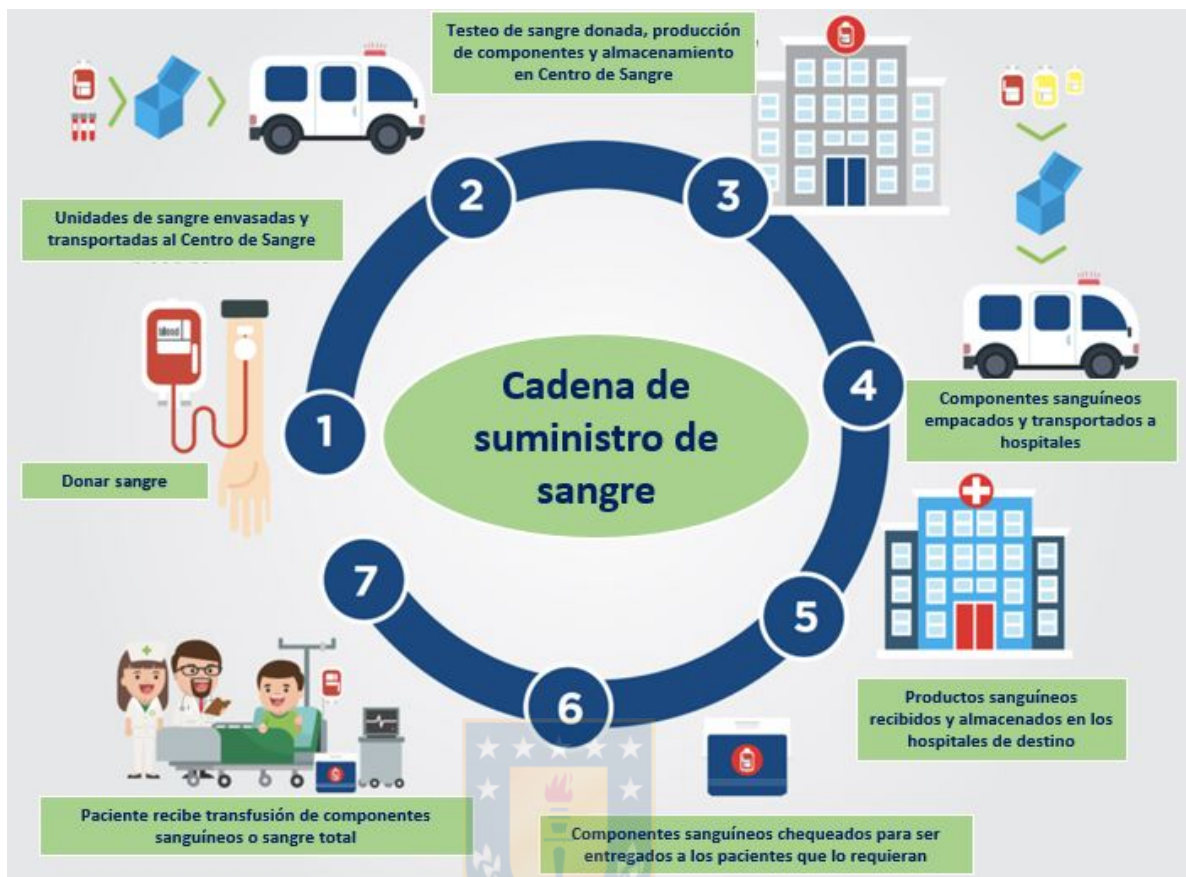 Testeo de sangre donada, producción
de componentes y almacenamiento
en Centro de Sangre
2
3
Unidades de sangre envasadas y
transportadas al Centro de Sangre
blood
1
Donar sangre
Cadena de
suministro de
sangre
4
Componentes sanguíneos
empacados y transportados a
hospitales
5
Productos sanguíneos
recibidos y almacenados en los
hospitales de destino
6
Componentes sanguíneos chequeados para ser
entregados a los pacientes que lo requieran
7
Paciente recibe transfusión de componentes
sanguíneos o sangre total